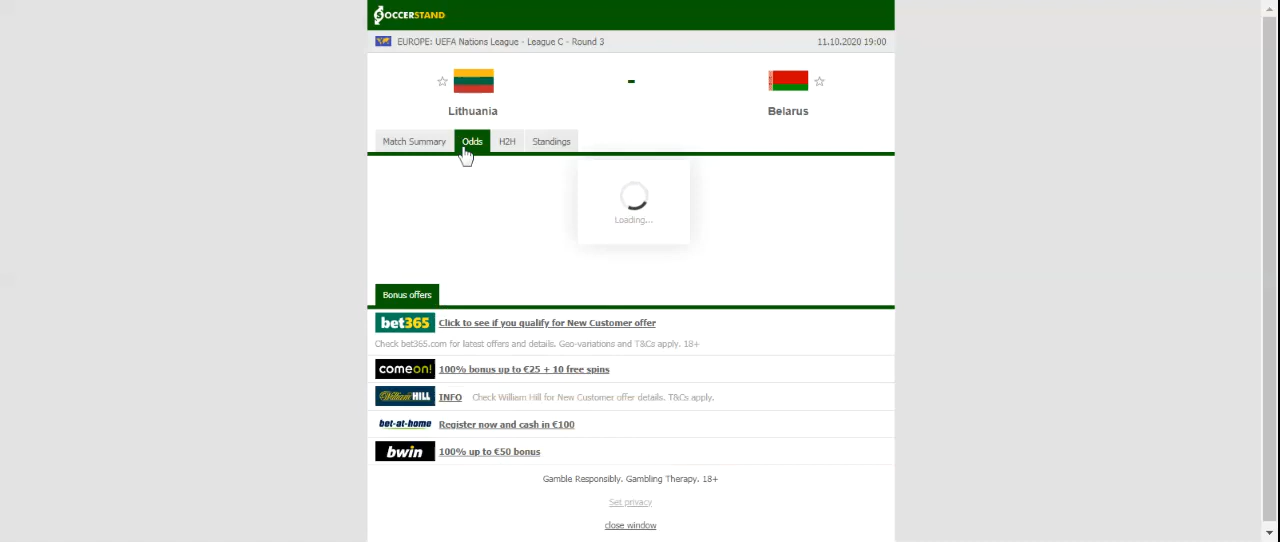 SOCCERSTAND
EUROPE: UEFA Nations League - League C - Round 3 11.10.2020 19:00
-
Lithuania Belarus
Match Summary Odds H2H Standings
Loading...
Bonus offers
bet365 Click to see if you qualify for New Customer offer
Check bet365.com for latest offers and details. Geo-variations and T&Cs apply. 18+
comeon! 100% bonus up to €25 + 10 free spins
William HILL INFO Check William Hill for New Customer offer details. T&Cs apply.
bet-at-home Register now and cash in €100
bwin 100% up to €50 bonus
Gamble Responsibly. Gambling Therapy. 18+
Set privacy
close window